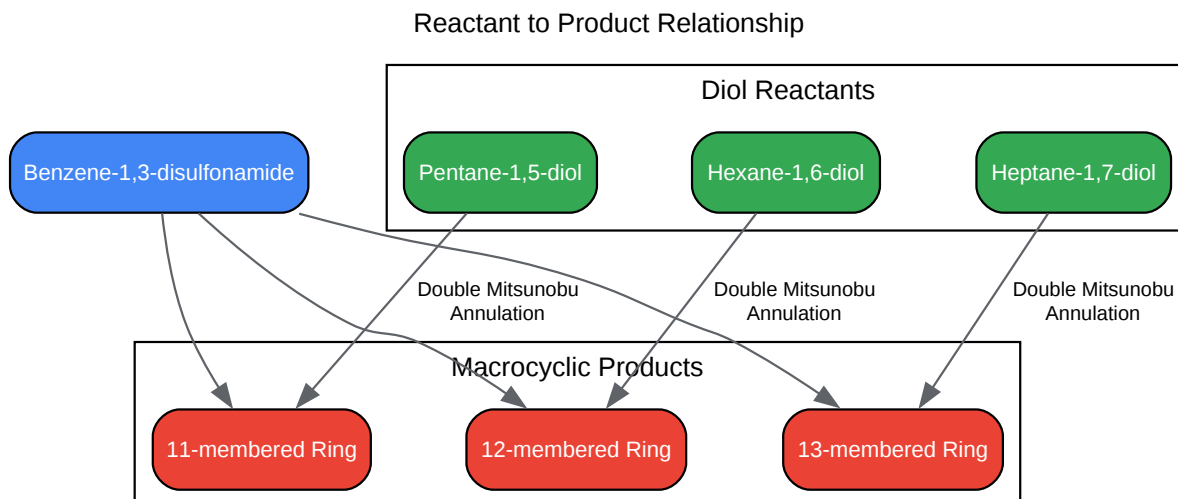 Reactant to Product Relationship
Diol Reactants
Benzene-1,3-disulfonamide
Pentane-1,5-diol
Hexane-1,6-diol
Heptane-1,7-diol
Double Mitsunobu
Annulation
Double Mitsunobu
Annulation
Double Mitsunobu
Annulation
Macrocyclic Products
11-membered Ring
12-membered Ring
13-membered Ring